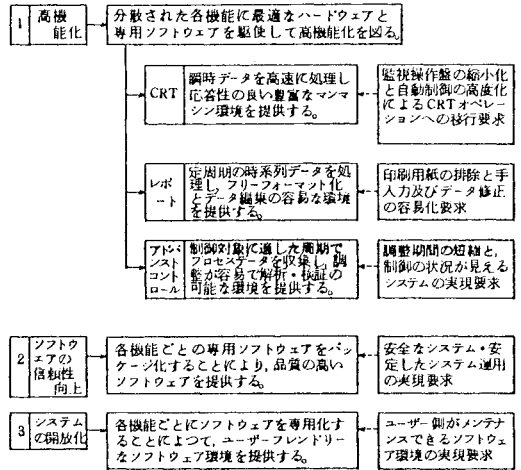 1
高機
能化
分散された各機能に最適なハードウェアと
専用ソフトウェアを駆使して高機能化を図る。
CRT
瞬時データを高速に処理し
応答性の良い豊富なマンマ
シン環境を提供する。
監視操作盤の縮小化
と自動制御の高度化
によるCRTオペレー
ションへの移行要求
レポ
ート
定周期の時系列データを処
理し,フリーフォーマット化
とデータ編集の容易な環境
を提供する。
印刷用紙の排除と手
入力及びデータ修正
の容易化要求
アドバ
ンスト
コント
ロール
制御対象に適した周期で
プロセスデータを収集し,調
整が容易で解析・検証の
可能な環境を提供する。
調整期間の短縮と,
制御の状況が見える
システムの実現要求
2
ソフトウ
ェアの
信頼性
向上
各機能ごとの専用ソフトウェアをパッ
ケージ化することにより,品質の高い
ソフトウェアを提供する。
安全なシステム・安
定したシステム運用
の実現要求
3
システム
の開放化
各機能ごとにソフトウェアを専用化す
ることによつて,ユーザーフレンドリー
なソフトウェア環境を提供する。
ユーザー側がメンテナ
ンスできるソフトウェ
ア環境の実現要求